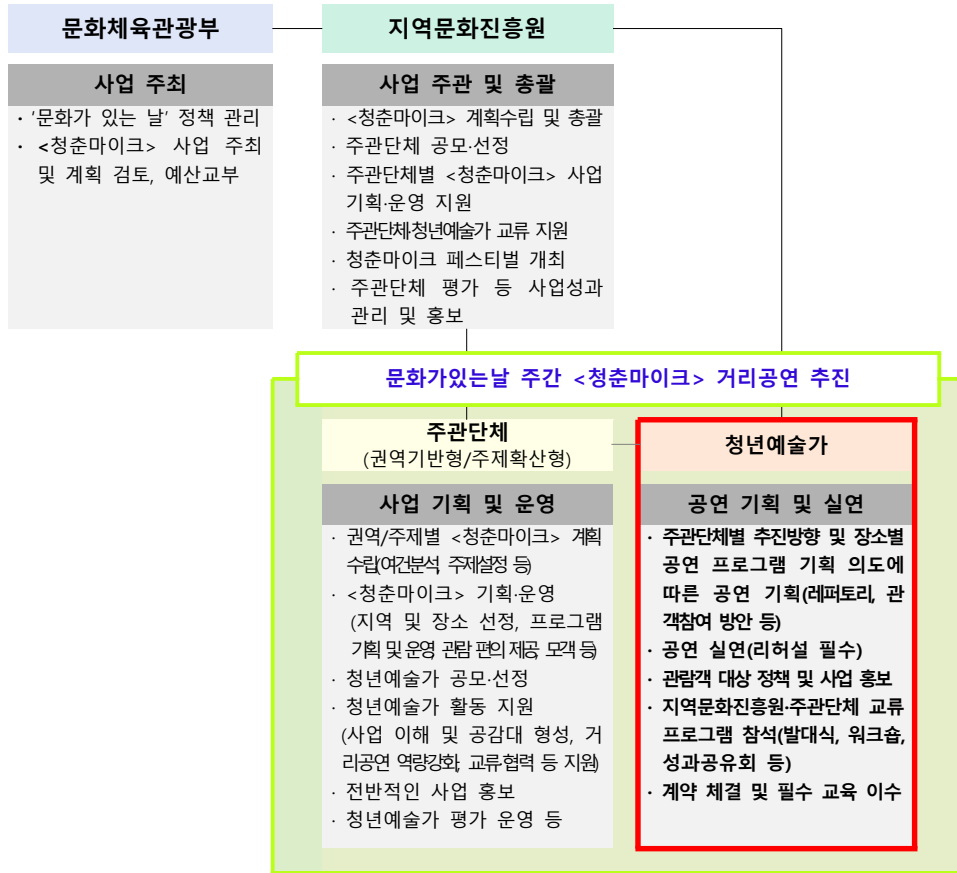 문화체육관광부
지역문화진흥원
사업 주최
· '문화가 있는 날' 정책 관리
· <청춘마이크> 사업 주최
및 계획 검토, 예산교부
사업 주관 및 총괄
· <청춘마이크> 계획수립 및 총괄
· 주관단체 공모·선정
· 주관단체별 <청춘마이크> 사업
기획·운영 지원
· 주관단체·청년예술가 교류 지원
· 청춘마이크 페스티벌 개최
· 주관단체 평가 등 사업성과
관리 및 홍보
문화가있는날 주간 <청춘마이크> 거리공연 추진
주관단체
(권역기반형/주제확산형)
사업 기획 및 운영
· 권역/주제별 <청춘마이크> 계획
수립(여건분석, 주제설정 등)
· <청춘마이크> 기획·운영
(지역 및 장소 선정, 프로그램
기획 및 운영, 관람 편의 제공, 모객 등)
· 청년예술가 공모·선정
· 청년예술가 활동 지원
(사업 이해 및 공감대 형성, 거
리공연 역량강화, 교류협력 등 지원)
· 전반적인 사업 홍보
· 청년예술가 평가 운영 등
청년예술가
공연 기획 및 실연
· 주관단체별 추진방향 및 장소별
공연 프로그램 기획 의도에
따른 공연 기획(레퍼토리, 관
객참여 방안 등)
· 공연 실연(리허설 필수)
· 관람객 대상 정책 및 사업 홍보
· 지역문화진흥원·주관단체 교류
프로그램 참석(발대식, 워크숍,
성과공유회 등)
· 계약 체결 및 필수 교육 이수